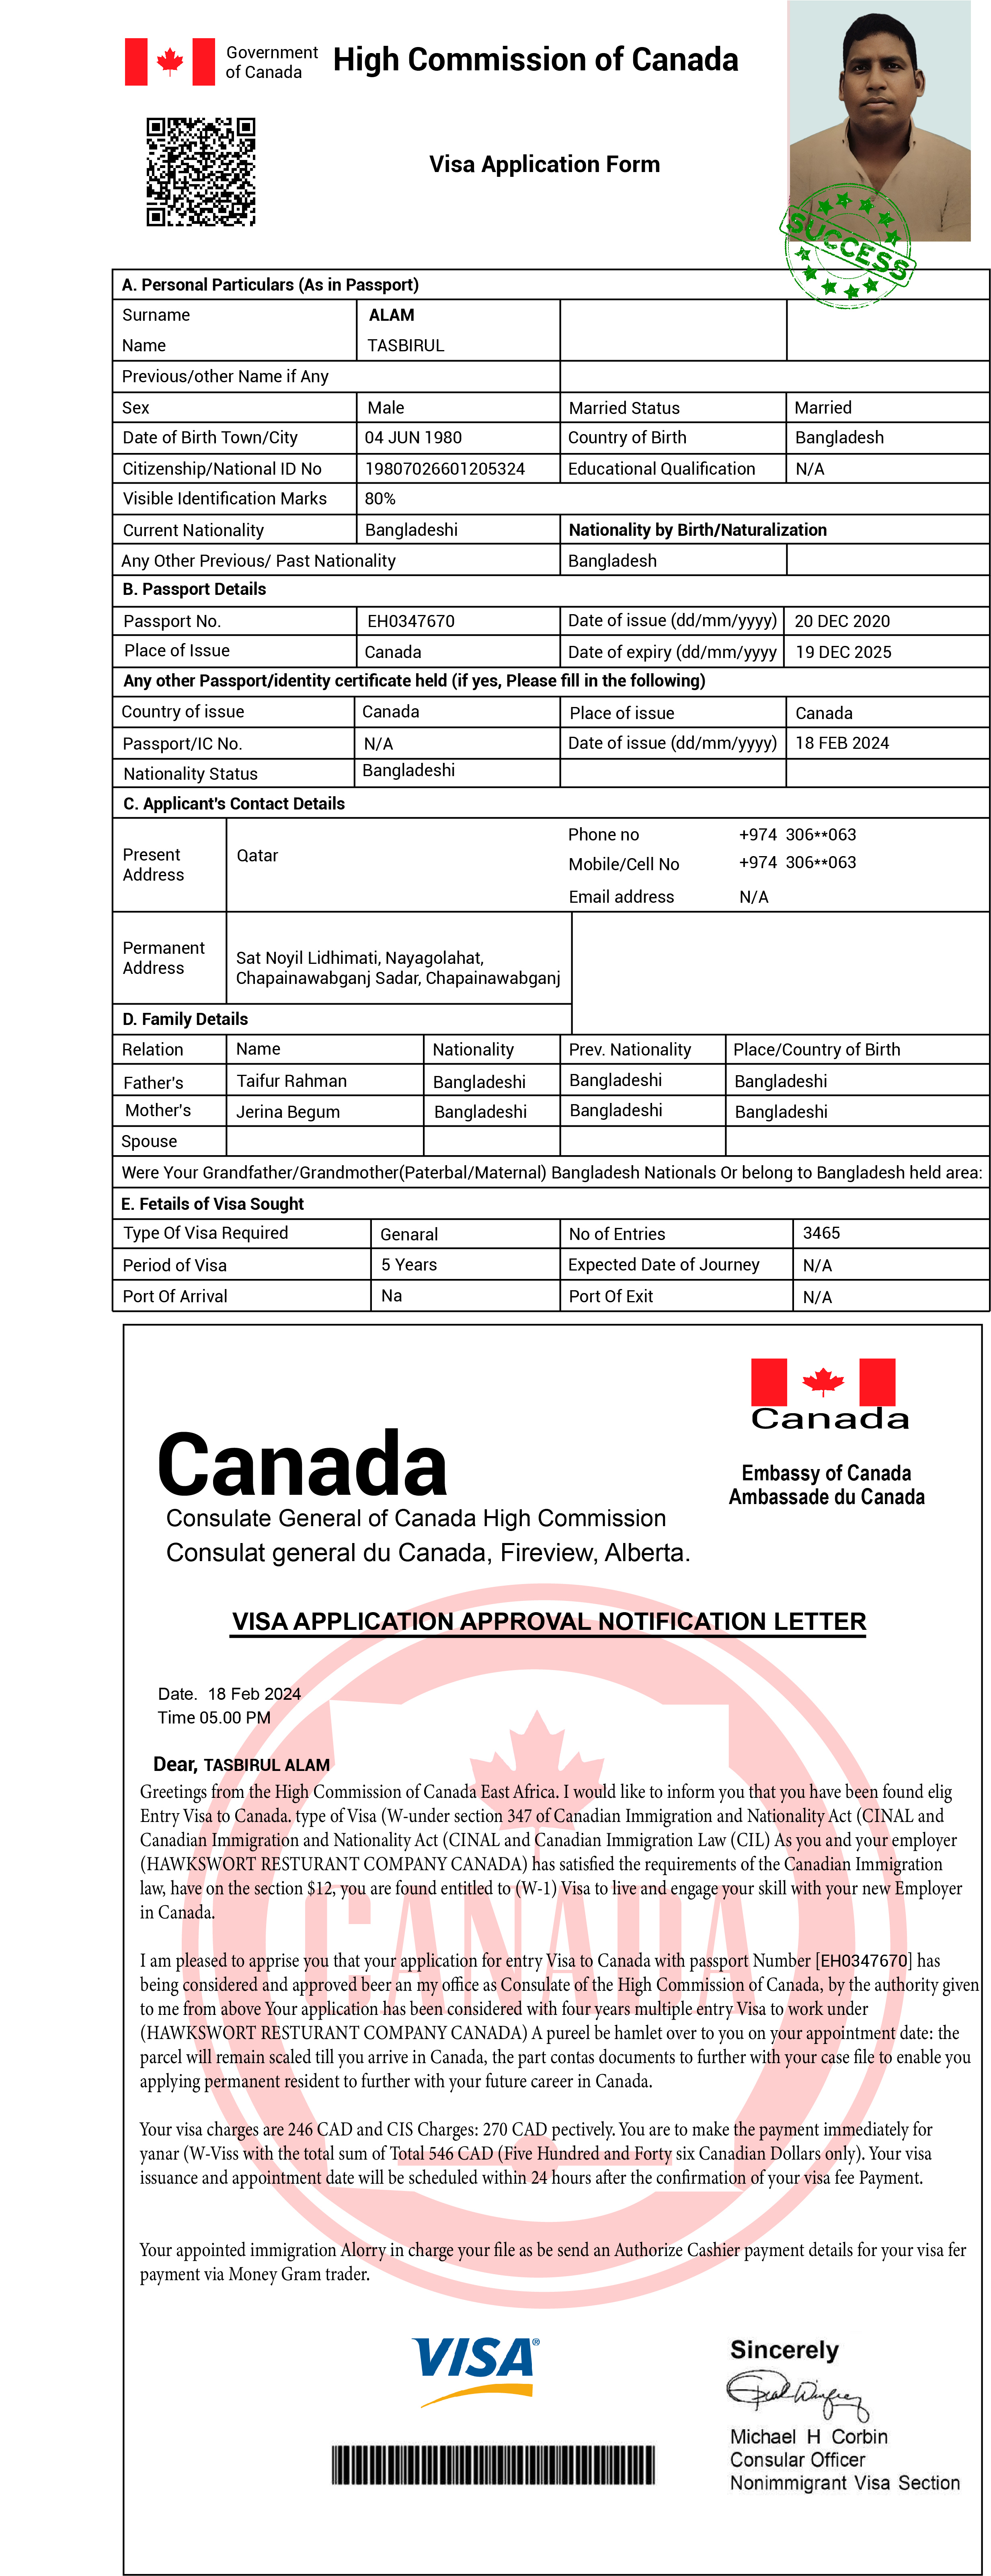 Government
of Canada
High Commission of Canada
Visa Application Form
SUCCESS
A. Personal Particulars (As in Passport)
Surname ALAM
Name TASBIRUL
Previous/other Name if Any
Sex Male Married Status Married
Date of Birth Town/City 04 JUN 1980 Country of Birth Bangladesh
Citizenship/National ID No 19807026601205324 Educational Qualification N/A
Visible Identification Marks 80%
Current Nationality Bangladeshi Nationality by Birth/Naturalization
Any Other Previous/ Past Nationality Bangladesh
B. Passport Details
Passport No. EH0347670 Date of issue (dd/mm/yyyy) 20 DEC 2020
Place of Issue Canada Date of expiry (dd/mm/yyyy 19 DEC 2025
Any other Passport/identity certificate held (if yes, Please fill in the following)
Country of issue Canada Place of issue Canada
Passport/IC No. N/A Date of issue (dd/mm/yyyy) 18 FEB 2024
Nationality Status Bangladeshi
C. Applicant's Contact Details
Present
Address
Qatar
Phone no +974 306**063
Mobile/Cell No +974 306**063
Email address N/A
Permanent
Address
Sat Noyil Lidhimati, Nayagolahat,
Chapainawabganj Sadar, Chapainawabganj
D. Family Details
Relation Name Nationality Prev. Nationality Place/Country of Birth
Father's Taifur Rahman Bangladeshi Bangladeshi Bangladeshi
Mother's Jerina Begum Bangladeshi Bangladeshi Bangladeshi
Spouse
Were Your Grandfather/Grandmother(Paterbal/Maternal) Bangladesh Nationals Or belong to Bangladesh held area:
E. Fetails of Visa Sought
Type Of Visa Required Genaral No of Entries 3465
Period of Visa 5 Years Expected Date of Journey N/A
Port Of Arrival Na Port Of Exit N/A
Canada
Embassy of Canada
Ambassade du Canada
Canada
Consulate General of Canada High Commission
Consulat general du Canada, Fireview, Alberta.
VISA APPLICATION APPROVAL NOTIFICATION LETTER
Date. 18 Feb 2024
Time 05.00 PM
Dear, TASBIRUL ALAM
Greetings from the High Commission of Canada East Africa. I would like to inform you that you have been found elig
Entry Visa to Canada. type of Visa (W-under section 347 of Canadian Immigration and Nationality Act (CINAL and
Canadian Immigration and Nationality Act (CINAL and Canadian Immigration Law (CIL) As you and your employer
(HAWKSWORT RESTURANT COMPANY CANADA) has satisfied the requirements of the Canadian Immigration
law, have on the section $12, you are found entitled to (W-1) Visa to live and engage your skill with your new Employer
in Canada.
CANADA
I am pleased to apprise you that your application for entry Visa to Canada with passport Number [EH0347670] has
being considered and approved beer an my office as Consulate of the High Commission of Canada, by the authority given
to me from above Your application has been considered with four years multiple entry Visa to work under
(HAWKSWORT RESTURANT COMPANY CANADA) A pureel be hamlet over to you on your appointment date: the
parcel will remain scaled till you arrive in Canada, the part contas documents to further with your case file to enable you
applying permanent resident to further with your future career in Canada.
Your visa charges are 246 CAD and CIS Charges: 270 CAD pectively. You are to make the payment immediately for
yanar (W-Viss with the total sum of Total 546 CAD (Five Hundred and Forty six Canadian Dollars only). Your visa
issuance and appointment date will be scheduled within 24 hours after the confirmation of your visa fee Payment.
Your appointed immigration Alorry in charge your file as be send an Authorize Cashier payment details for your visa fer
payment via Money Gram trader.
VISA®
Sincerely
Michael H Corbin
Consular Officer
Nonimmigrant Visa Section